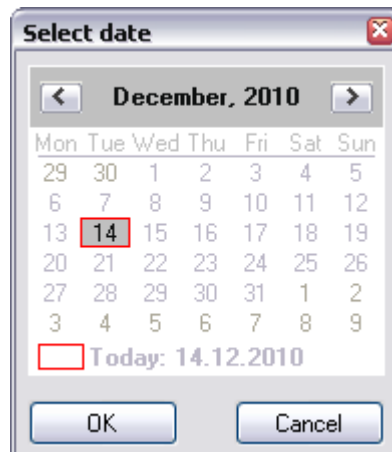 Select date
December, 2010
Mon Tue Wed Thu Fri Sat Sun
29 30 1 2 3 4 5
6 7 8 9 10 11 12
13 14 15 16 17 18 19
20 21 22 23 24 25 26
27 28 29 30 31 1 2
3 4 5 6 7 8 9
Today: 14.12.2010
OK Cancel